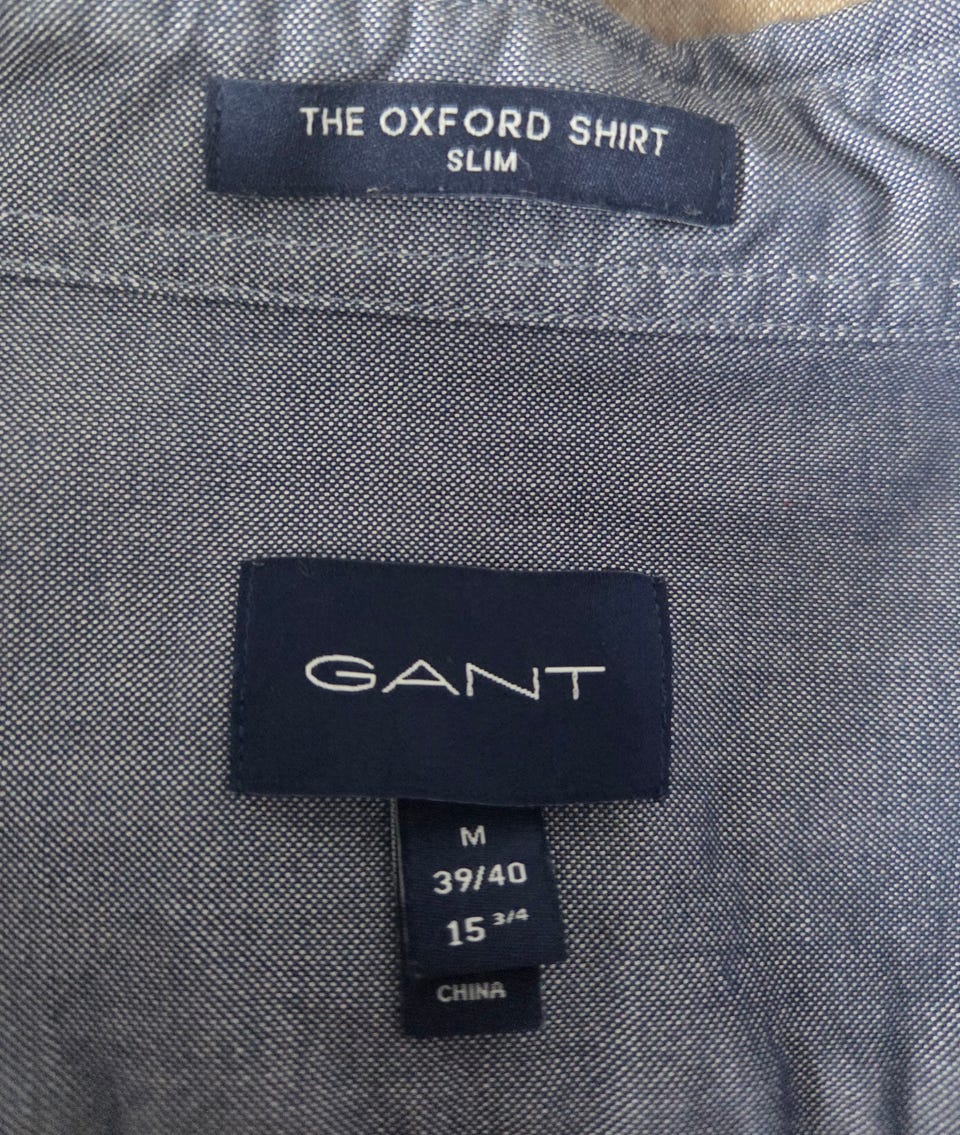 THE OXFORD SHIRT
SLIM
GANT
M
39/40
15 3/4
CHINA